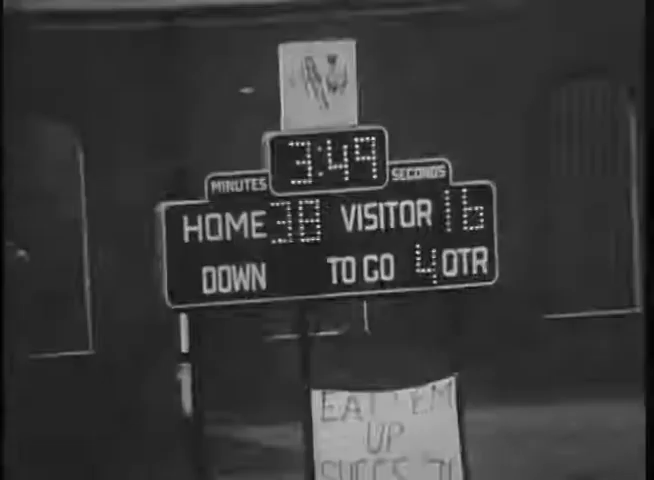 3:49
MINUTES SECONDS
HOME 38 VISITOR 16
DOWN TO GO 4 QTR
EAT 'EM
UP